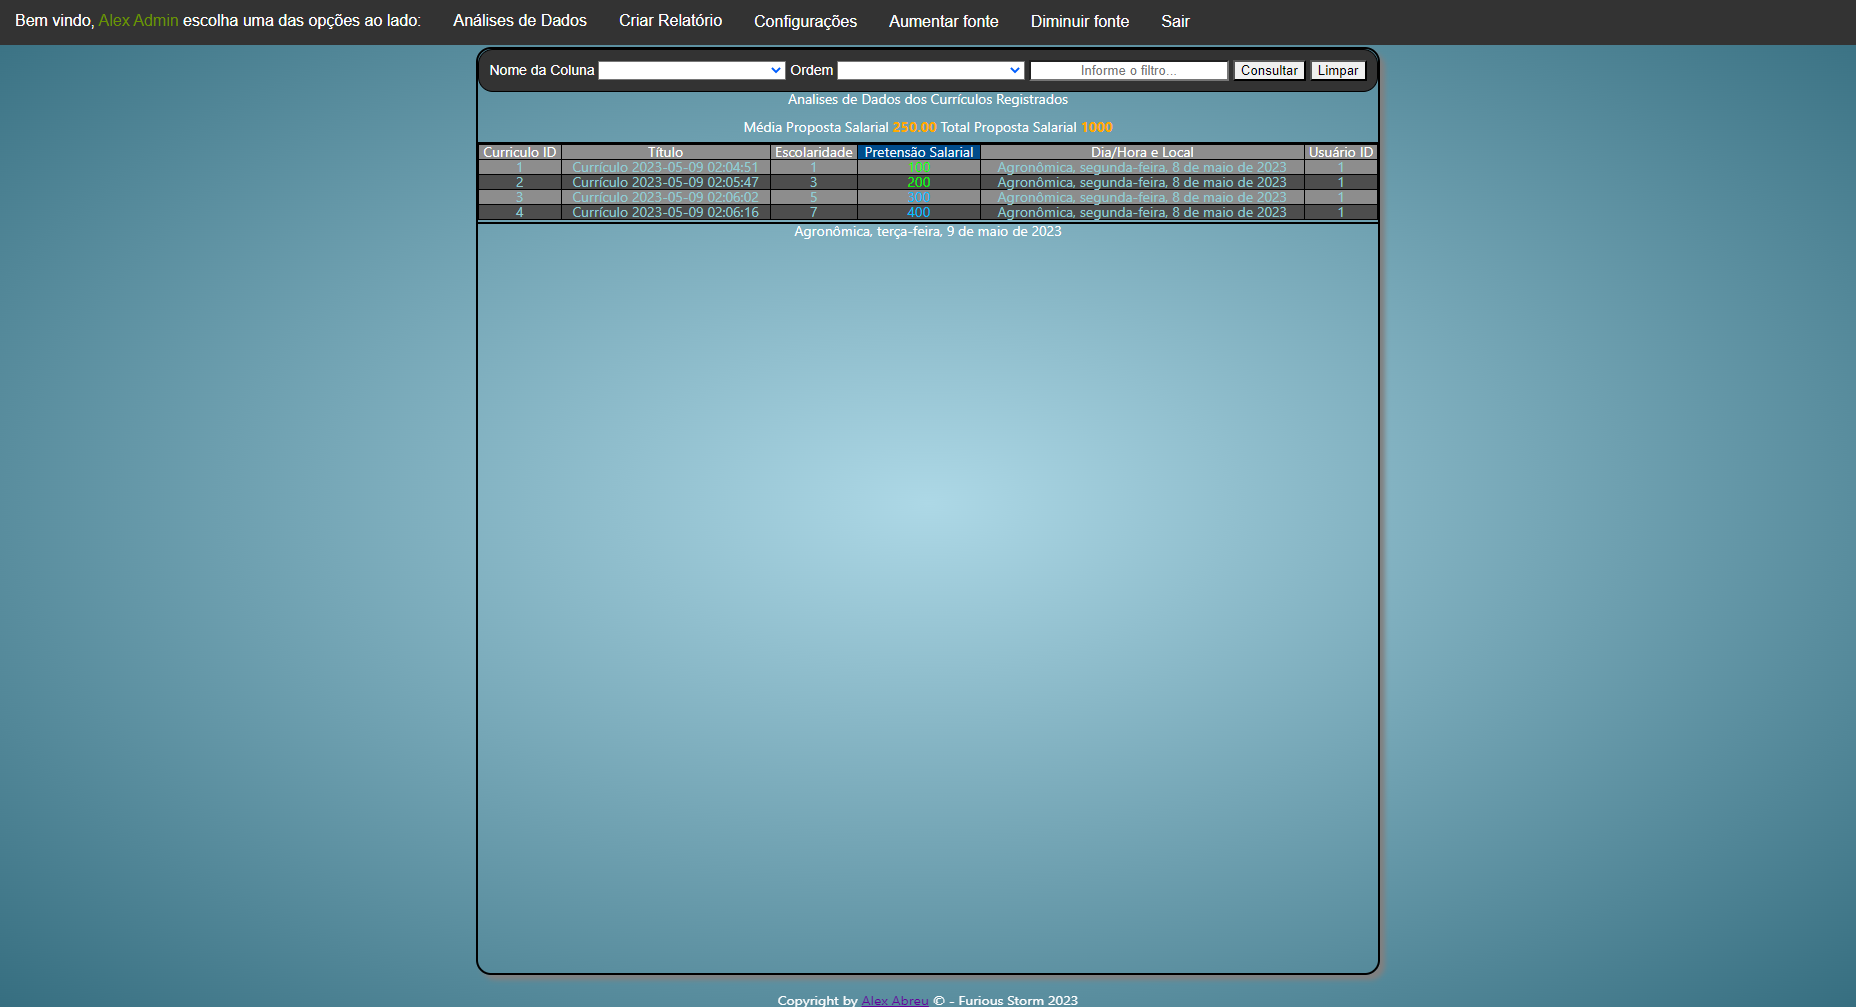 Bem vindo, Alex Admin escolha uma das opções ao lado: Análises de Dados Criar Relatório Configurações Aumentar fonte Diminuir fonte Sair
Nome da Coluna Ordem Informe o filtro... Consultar Limpar
Analises de Dados dos Currículos Registrados
Média Proposta Salarial 250.00 Total Proposta Salarial 1000
Curriculo ID Título Escolaridade Pretensão Salarial Dia/Hora e Local Usuário ID
1 Currículo 2023-05-09 02:04:51 1 100 Agronômica, segunda-feira, 8 de maio de 2023 1
2 Currículo 2023-05-09 02:05:47 3 200 Agronômica, segunda-feira, 8 de maio de 2023 1
3 Currículo 2023-05-09 02:06:02 5 300 Agronômica, segunda-feira, 8 de maio de 2023 1
4 Currículo 2023-05-09 02:06:16 7 400 Agronômica, segunda-feira, 8 de maio de 2023 1
Agronômica, terça-feira, 9 de maio de 2023
Copyright by Alex Abreu © - Furious Storm 2023